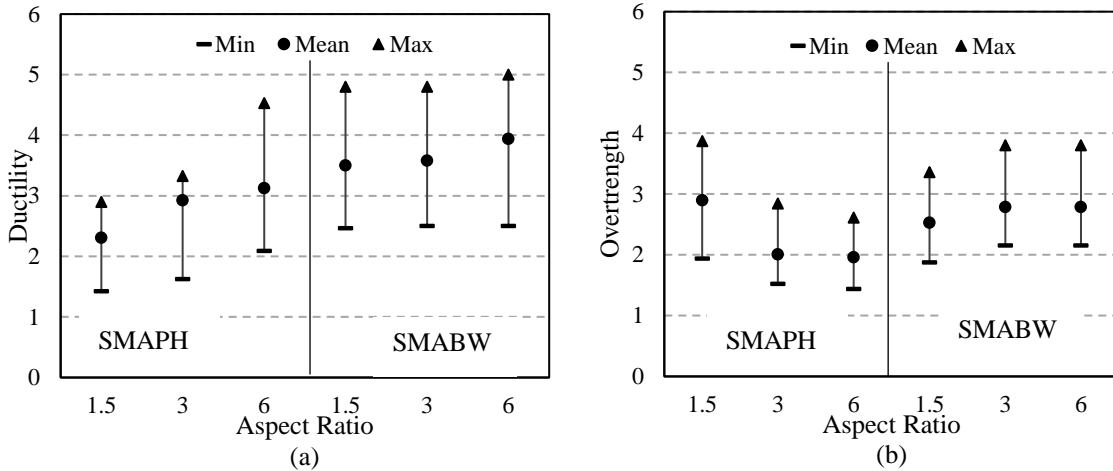 6
5
4
3
2
1
0
Ductility
Min Mean Max
SMAPH
SMABW
1.5 3 6 1.5 3 6
Aspect Ratio
(a)
6
5
4
3
2
1
0
Overtrength
Min Mean Max
SMAPH
SMABW
1.5 3 6 1.5 3 6
Aspect Ratio
(b)